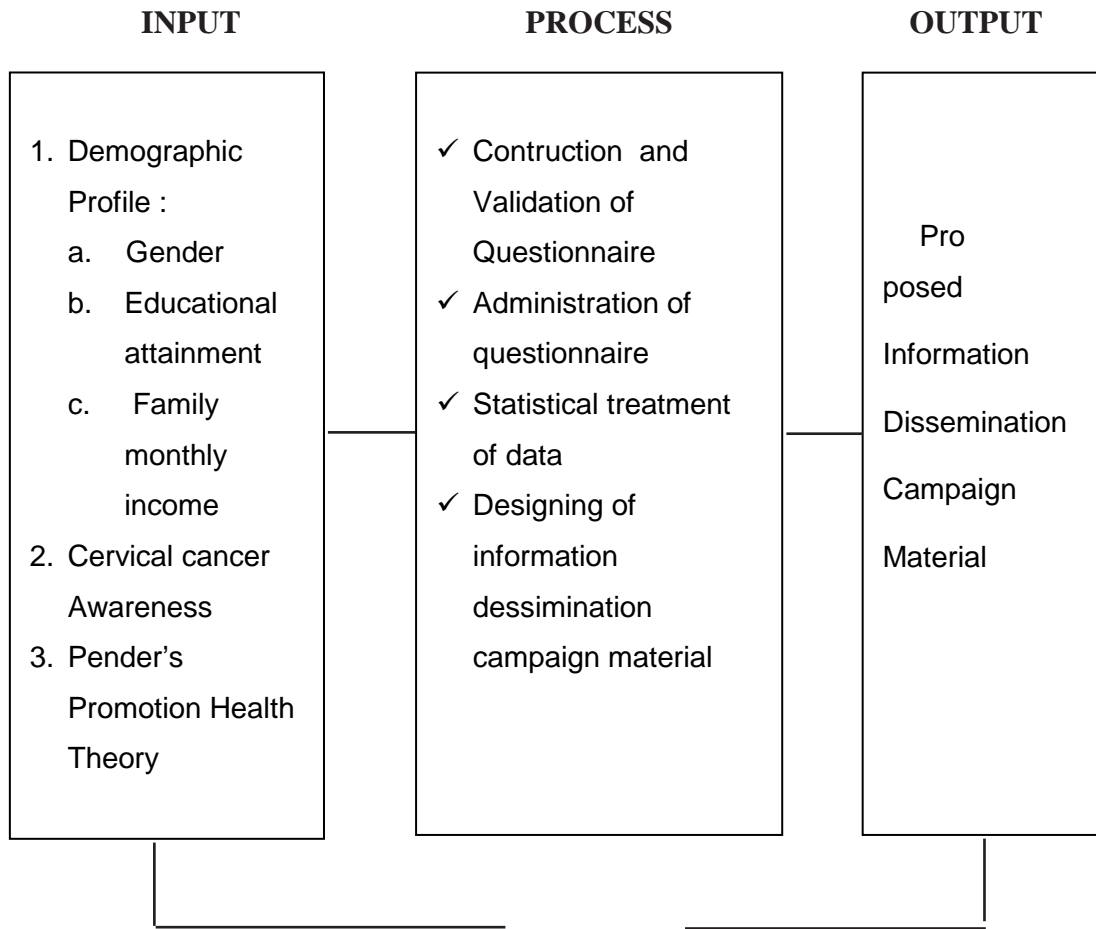 INPUT
PROCESS
OUTPUT
1. Demographic
Profile :
a. Gender
b. Educational
attainment
c. Family
monthly
income
2. Cervical cancer
Awareness
3. Pender’s
Promotion Health
Theory
✓ Contruction and
Validation of
Questionnaire
✓ Administration of
questionnaire
✓ Statistical treatment
of data
✓ Designing of
information
dessimination
campaign material
Pro
posed
Information
Dissemination
Campaign
Material